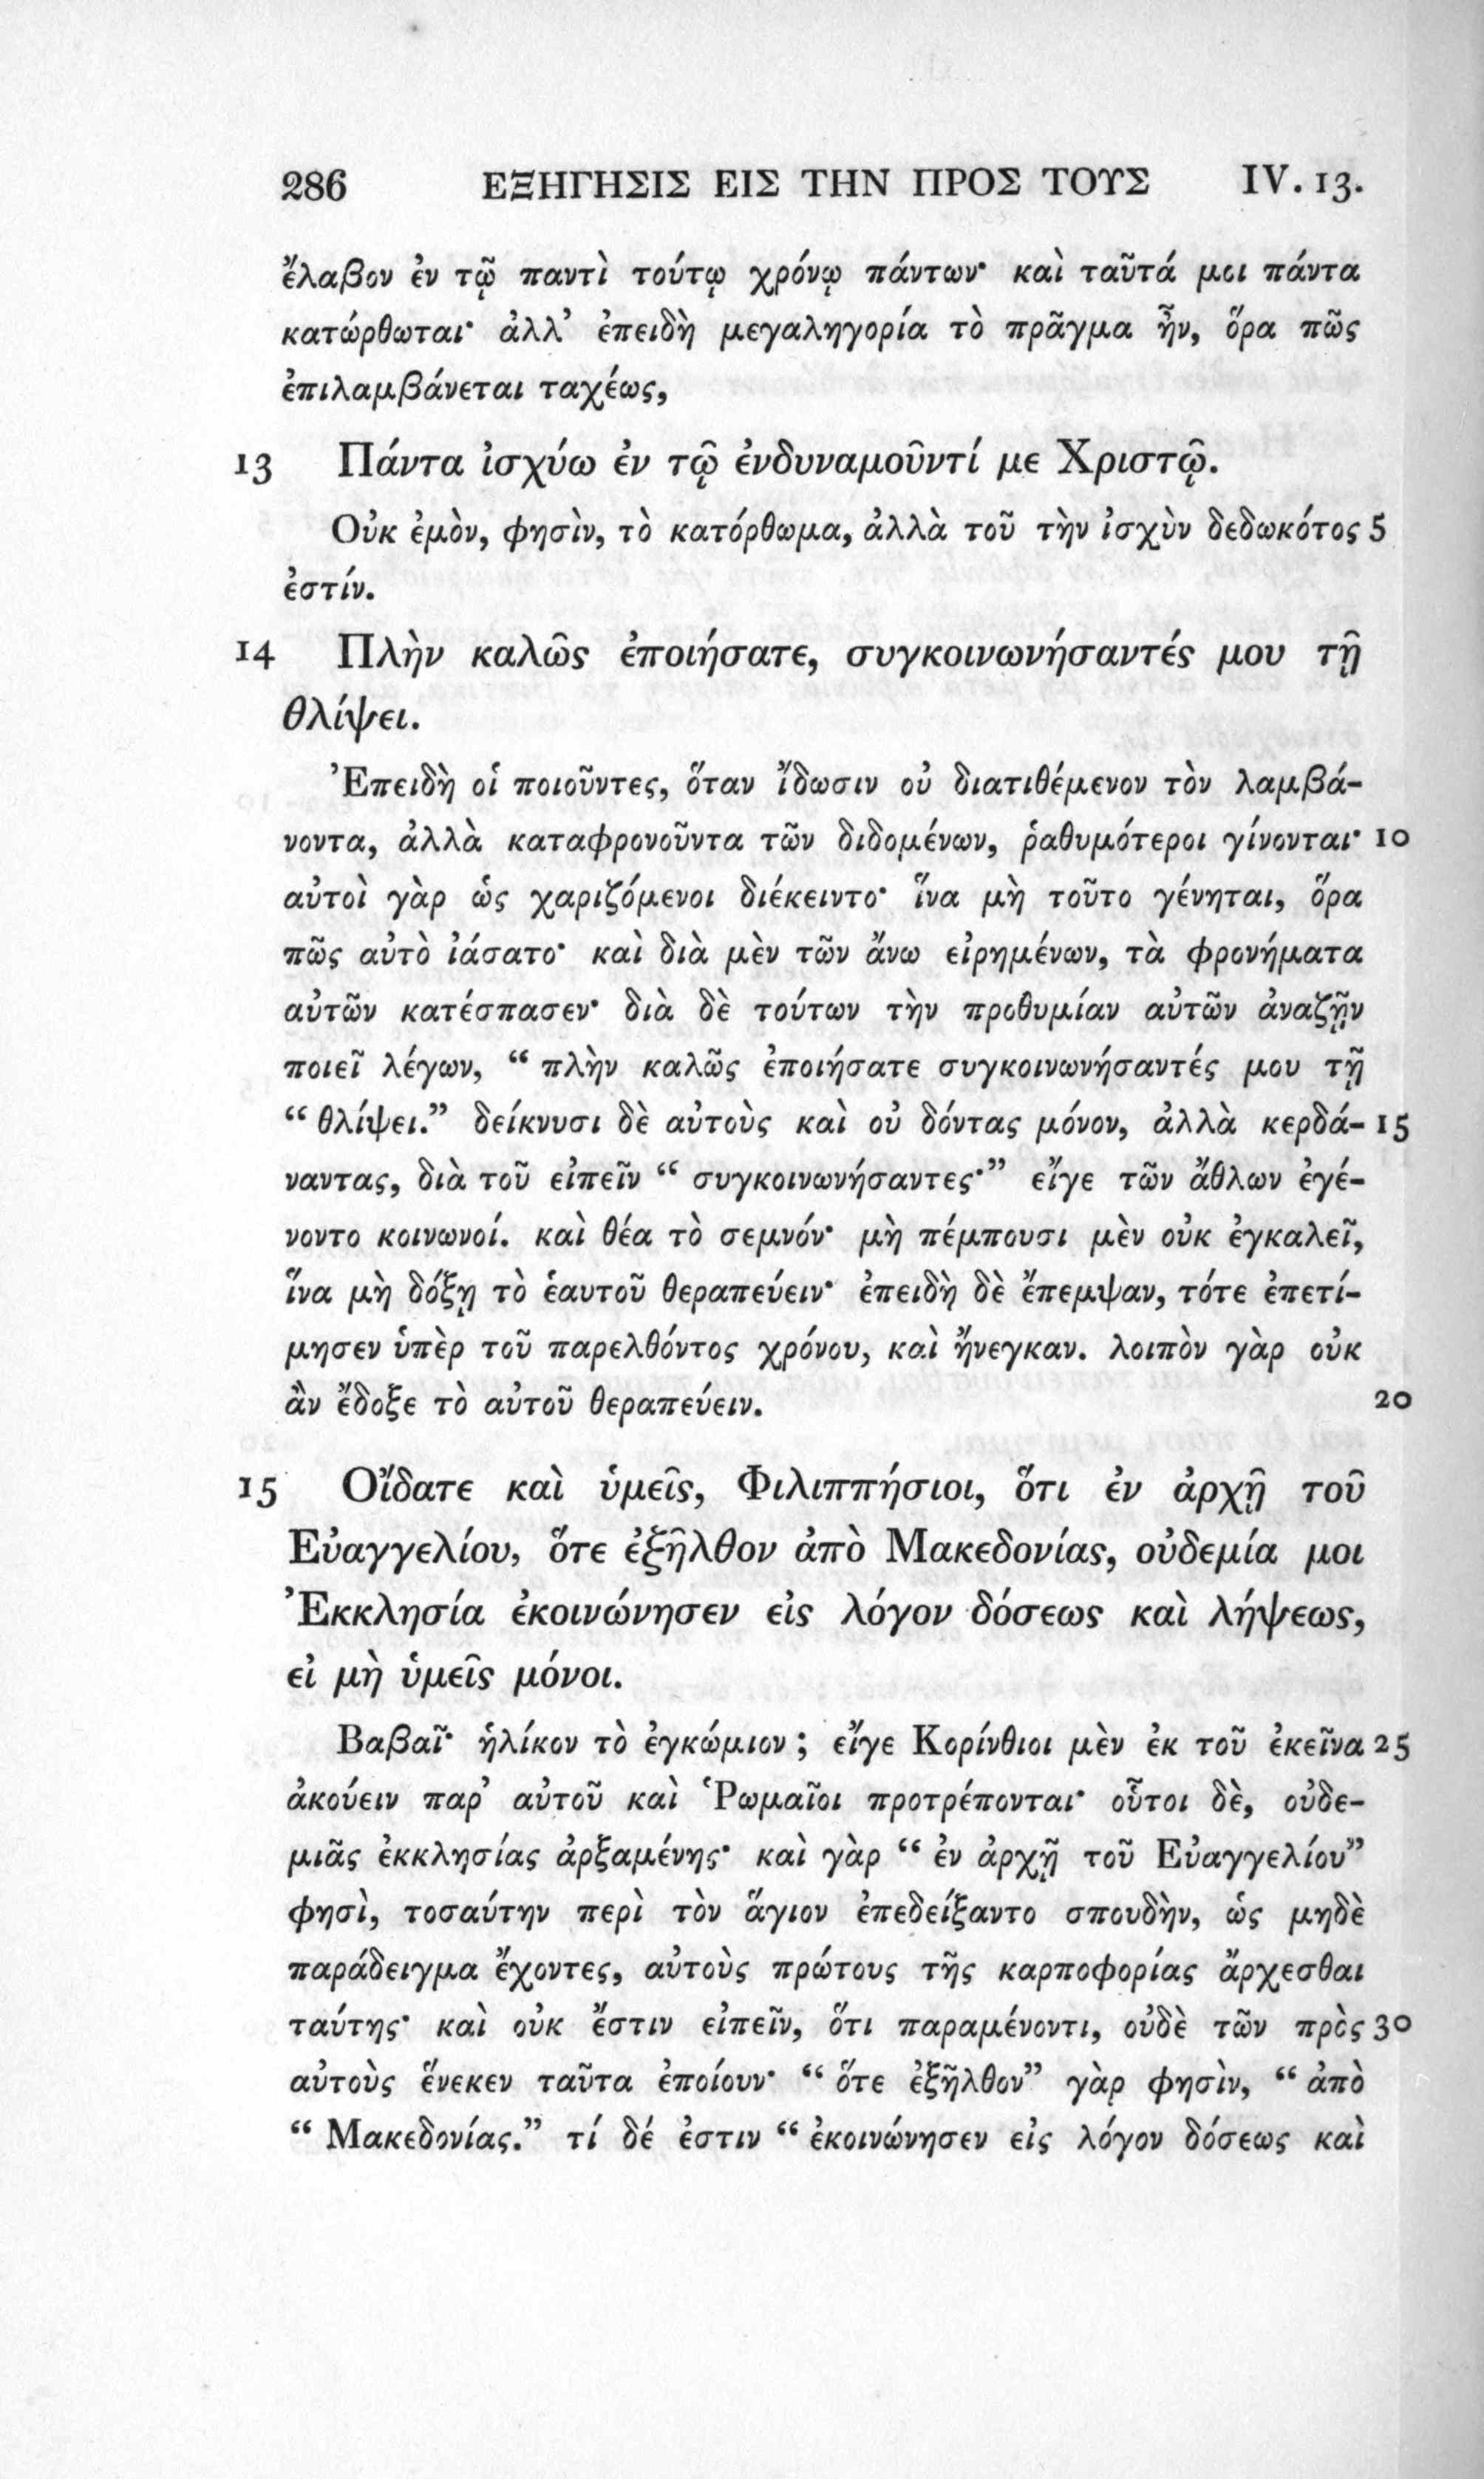 286 ΕΞΗΓΗΣΙΣ ΕΙΣ ΤΗΝ ΠΡΟΣ ΤΟΥΣ IV. 13.
ἔλαβον ἐν τῷ παντὶ τούτῳ χρόνῳ πάντων· καὶ ταῦτά μοι πάντα
κατώρθωται· ἀλλ’ ἐπειδὴ μεγαληγορία τὸ πρᾶγμα ἦν, ὅρα πῶς
ἐπιλαμβάνεται ταχέως,
13 Πάντα ἰσχύω ἐν τῷ ἐνδυναμοῦντί με Χριστῷ.
Οὐκ ἐμὸν, φησὶν, τὸ κατόρθωμα, ἀλλὰ τοῦ τὴν ἰσχὺν δεδωκότος 5
ἐστίν.
14 Πλὴν καλῶς ἐποιήσατε, συγκοινωνήσαντές μου τῇ
θλίψει.
Ἐπειδὴ οἱ ποιοῦντες, ὅταν ἴδωσιν οὐ διατιθέμενον τὸν λαμβά-
νοντα, ἀλλὰ καταφρονοῦντα τῶν διδομένων, ῥαθυμότεροι γίνονται· 10
αὐτοὶ γὰρ ὡς χαριζόμενοι διέκειντο· ἵνα μὴ τοῦτο γένηται, ὅρα
πῶς αὐτὸ ἰάσατο· καὶ διὰ μὲν τῶν ἄνω εἰρημένων, τὰ φρονήματα
αὐτῶν κατέσπασεν· διὰ δὲ τούτων τὴν προθυμίαν αὐτῶν ἀναζῇν
ποιεῖ λέγων, “ πλὴν καλῶς ἐποιήσατε συγκοινωνήσαντές μου τῇ
“ θλίψει.” δείκνυσι δὲ αὐτοὺς καὶ οὐ δόντας μόνον, ἀλλὰ κερδά- 15
ναντας, διὰ τοῦ εἰπεῖν “ συγκοινωνήσαντες·” εἴγε τῶν ἄθλων ἐγέ-
νοντο κοινωνοί. καὶ θέα τὸ σεμνόν· μὴ πέμπουσι μὲν οὐκ ἐγκαλεῖ,
ἵνα μὴ δόξῃ τὸ ἑαυτοῦ θεραπεύειν· ἐπειδὴ δὲ ἔπεμψαν, τότε ἐπετί-
μησεν ὑπὲρ τοῦ παρελθόντος χρόνου, καὶ ἤνεγκαν. λοιπὸν γὰρ οὐκ
ἂν ἔδοξε τὸ αὐτοῦ θεραπεύειν. 20
15 Οἴδατε καὶ ὑμεῖς, Φιλιππήσιοι, ὅτι ἐν ἀρχῇ τοῦ
Εὐαγγελίου, ὅτε ἐξῆλθον ἀπὸ Μακεδονίας, οὐδεμία μοι
Ἐκκλησία ἐκοινώνησεν εἰς λόγον δόσεως καὶ λήψεως,
εἰ μὴ ὑμεῖς μόνοι.
Βαβαῖ· ἡλίκον τὸ ἐγκώμιον ; εἴγε Κορίνθιοι μὲν ἐκ τοῦ ἐκεῖνα 25
ἀκούειν παρ’ αὐτοῦ καὶ Ῥωμαῖοι προτρέπονται· οὗτοι δὲ, οὐδε-
μιᾶς ἐκκλησίας ἀρξαμένης· καὶ γὰρ “ ἐν ἀρχῇ τοῦ Εὐαγγελίου”
φησὶ, τοσαύτην περὶ τὸν ἅγιον ἐπεδείξαντο σπουδὴν, ὡς μηδὲ
παράδειγμα ἔχοντες, αὐτοὺς πρώτους τῆς καρποφορίας ἄρχεσθαι
ταύτης· καὶ οὐκ ἔστιν εἰπεῖν, ὅτι παραμένοντι, οὐδὲ τῶν πρὸς 30
αὐτοὺς ἕνεκεν ταῦτα ἐποίουν· “ ὅτε ἐξῆλθον” γὰρ φησὶν, “ ἀπὸ
“ Μακεδονίας.” τί δέ ἐστιν “ ἐκοινώνησεν εἰς λόγον δόσεως καὶ